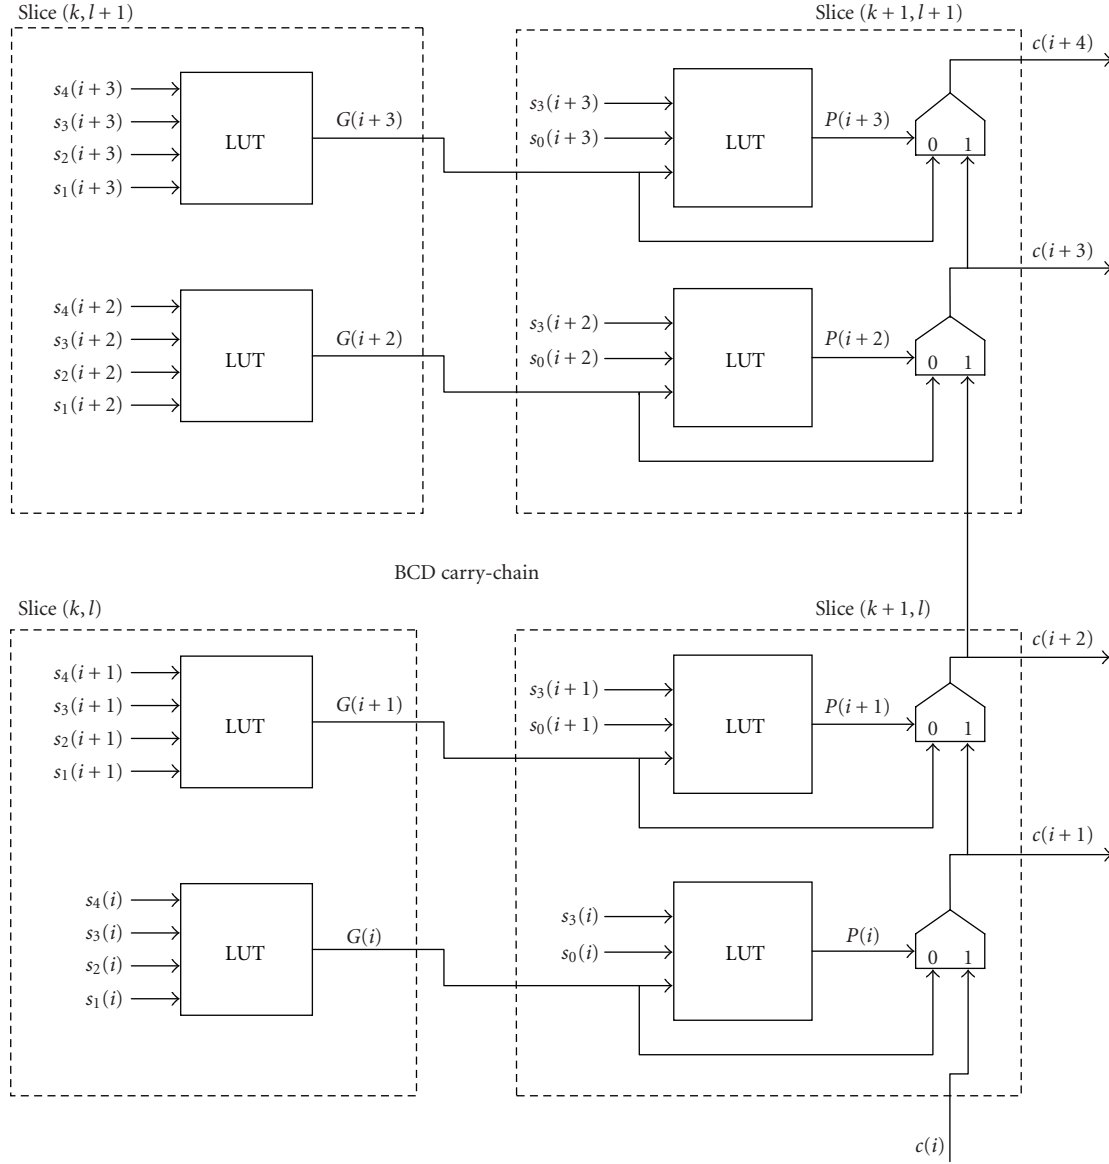 Slice (k, l + 1)
Slice (k + 1, l + 1)
c(i + 4)
s4(i + 3)
s3(i + 3)
s2(i + 3)
s1(i + 3)
LUT
G(i + 3)
s3(i + 3)
s0(i + 3)
LUT
P(i + 3)
0 1
c(i + 3)
s4(i + 2)
s3(i + 2)
s2(i + 2)
s1(i + 2)
LUT
G(i + 2)
s3(i + 2)
s0(i + 2)
LUT
P(i + 2)
0 1
BCD carry-chain
Slice (k, l)
Slice (k + 1, l)
c(i + 2)
s4(i + 1)
s3(i + 1)
s2(i + 1)
s1(i + 1)
LUT
G(i + 1)
s3(i + 1)
s0(i + 1)
LUT
P(i + 1)
0 1
c(i + 1)
s4(i)
s3(i)
s2(i)
s1(i)
LUT
G(i)
s3(i)
s0(i)
LUT
P(i)
0 1
c(i)